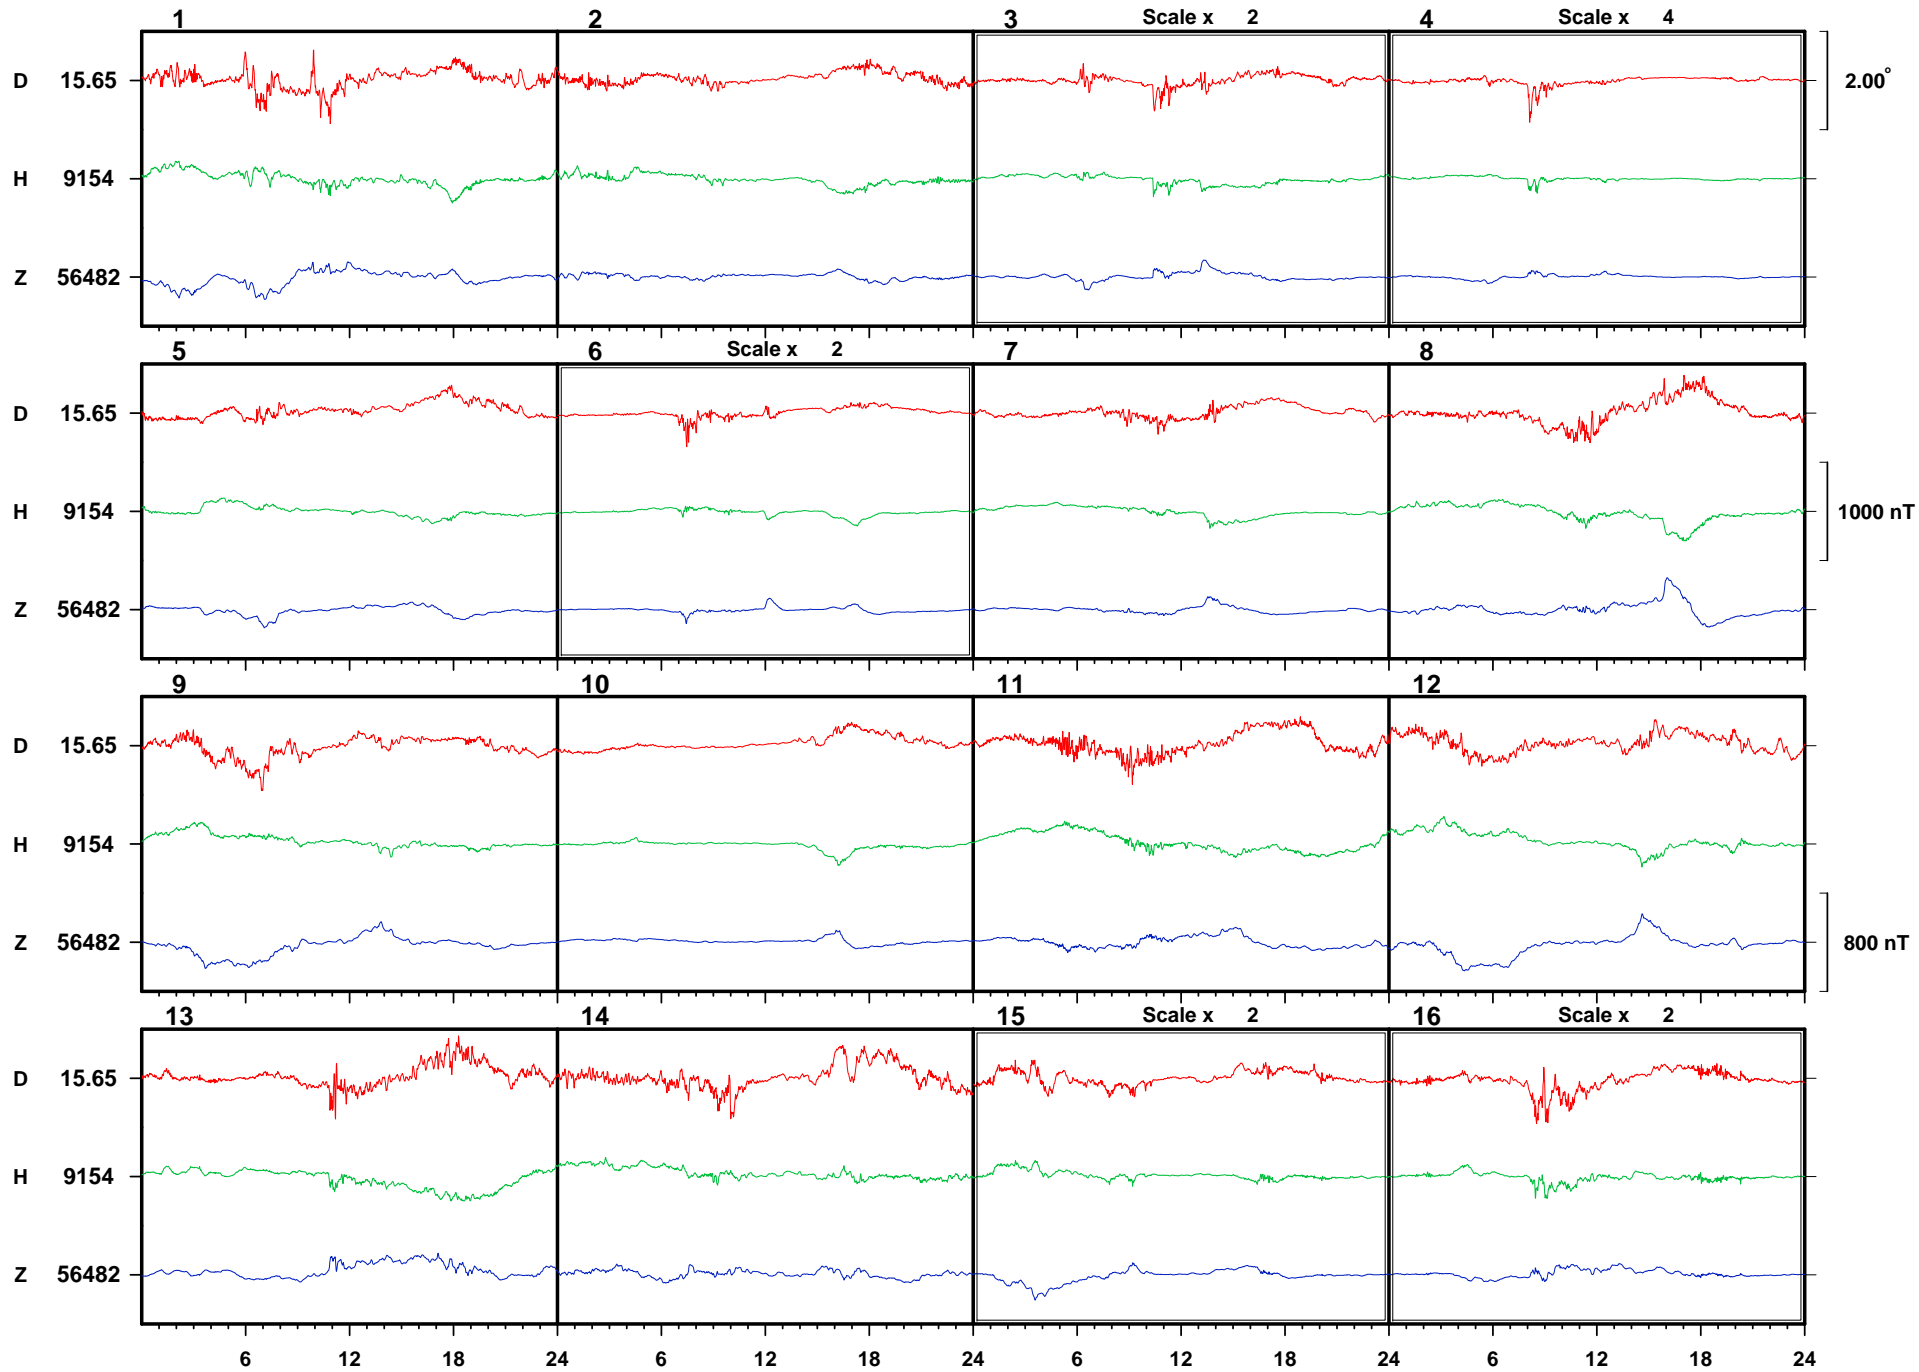 1 2 3 Scale x 2 4 Scale x 4
D 15.65 2.00°
H 9154
Z 56482
5 6 Scale x 2 7 8
D 15.65
H 9154 1000 nT
Z 56482
9 10 11 12
D 15.65
H 9154
Z 56482 800 nT
13 14 15 Scale x 2 16 Scale x 2
D 15.65
H 9154
Z 56482
6 12 18 24 6 12 18 24 6 12 18 24 6 12 18 24